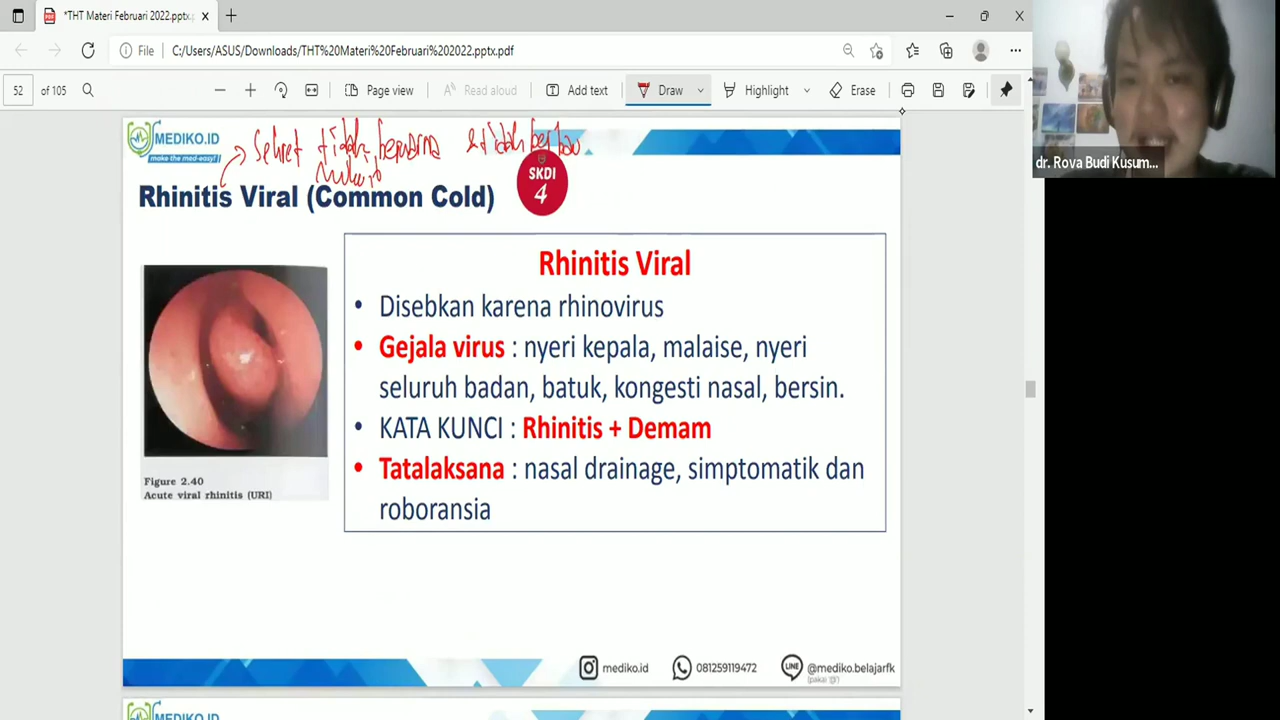 *THT Materi Februari 2022.pptx.
File C:/Users/ASUS/Downloads/THT%20Materi%20Februari%202022.pptx.pdf
52 of 105 Page view Read aloud Add text Draw Highlight Erase
dr. Rova Budi Kusum...
MEDIKO.ID
make the med-easy!
Sekret tidak berwarna & tidak berbau
SKDI
4
Rhinitis Viral (Common Cold)
Rhinitis Viral
• Disebkan karena rhinovirus
• Gejala virus : nyeri kepala, malaise, nyeri
seluruh badan, batuk, kongesti nasal, bersin.
• KATA KUNCI : Rhinitis + Demam
• Tatalaksana : nasal drainage, simptomatik dan
roboransia
Figure 2.40
Acute viral rhinitis (URI)
mediko.id 081259119472 @mediko.belajarfk
(pakai '@')
MEDIKO.ID